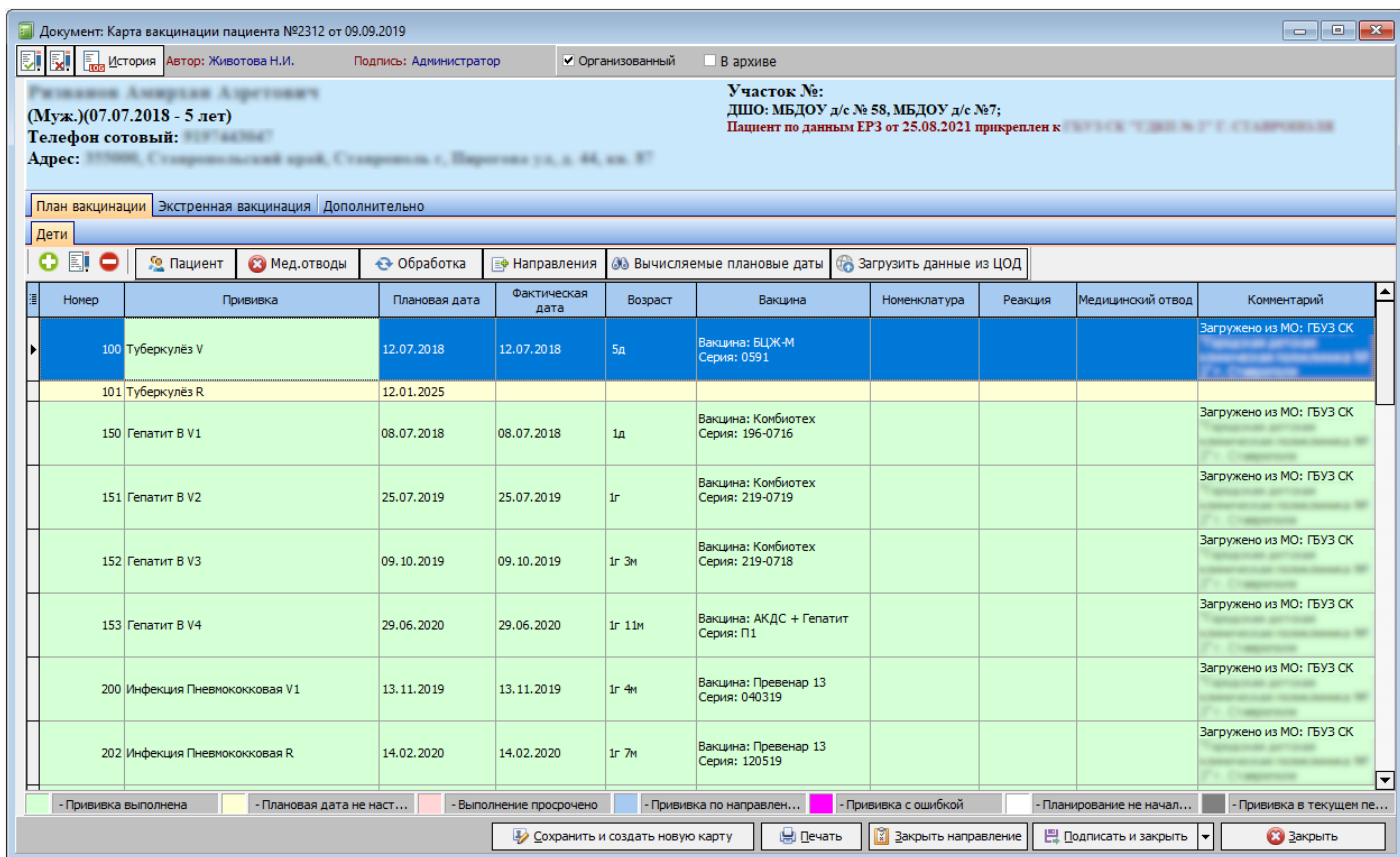 Документ: Карта вакцинации пациента №2312 от 09.09.2019
LOG История Автор: Животова Н.И. Подпись: Администратор Организованный В архиве
Участок №:
(Муж.)(07.07.2018 - 5 лет) ДШО: МБДОУ д/с № 58, МБДОУ д/с №7;
Телефон сотовый: Пациент по данным ЕРЗ от 25.08.2021 прикреплен к
Адрес:
План вакцинации Экстренная вакцинация Дополнительно
Дети
Пациент Мед.отводы Обработка Направления Вычисляемые плановые даты Загрузить данные из ЦОД
Номер Прививка Плановая дата Фактическая дата Возраст Вакцина Номенклатура Реакция Медицинский отвод Комментарий
100 Туберкулёз V 12.07.2018 12.07.2018 5д Вакцина: БЦЖ-М Серия: 0591 Загружено из МО: ГБУЗ СК
101 Туберкулёз R 12.01.2025
150 Гепатит В V1 08.07.2018 08.07.2018 1д Вакцина: Комбиотех Серия: 196-0716 Загружено из МО: ГБУЗ СК
151 Гепатит В V2 25.07.2019 25.07.2019 1г Вакцина: Комбиотех Серия: 219-0719 Загружено из МО: ГБУЗ СК
152 Гепатит В V3 09.10.2019 09.10.2019 1г 3м Вакцина: Комбиотех Серия: 219-0718 Загружено из МО: ГБУЗ СК
153 Гепатит В V4 29.06.2020 29.06.2020 1г 11м Вакцина: АКДС + Гепатит Серия: П1 Загружено из МО: ГБУЗ СК
200 Инфекция Пневмококковая V1 13.11.2019 13.11.2019 1г 4м Вакцина: Превенар 13 Серия: 040319 Загружено из МО: ГБУЗ СК
202 Инфекция Пневмококковая R 14.02.2020 14.02.2020 1г 7м Вакцина: Превенар 13 Серия: 120519 Загружено из МО: ГБУЗ СК
- Прививка выполнена - Плановая дата не наст... - Выполнение просрочено - Прививка по направлен... - Прививка с ошибкой - Планирование не начал... - Прививка в текущем пе...
Сохранить и создать новую карту Печать Закрыть направление Подписать и закрыть Закрыть